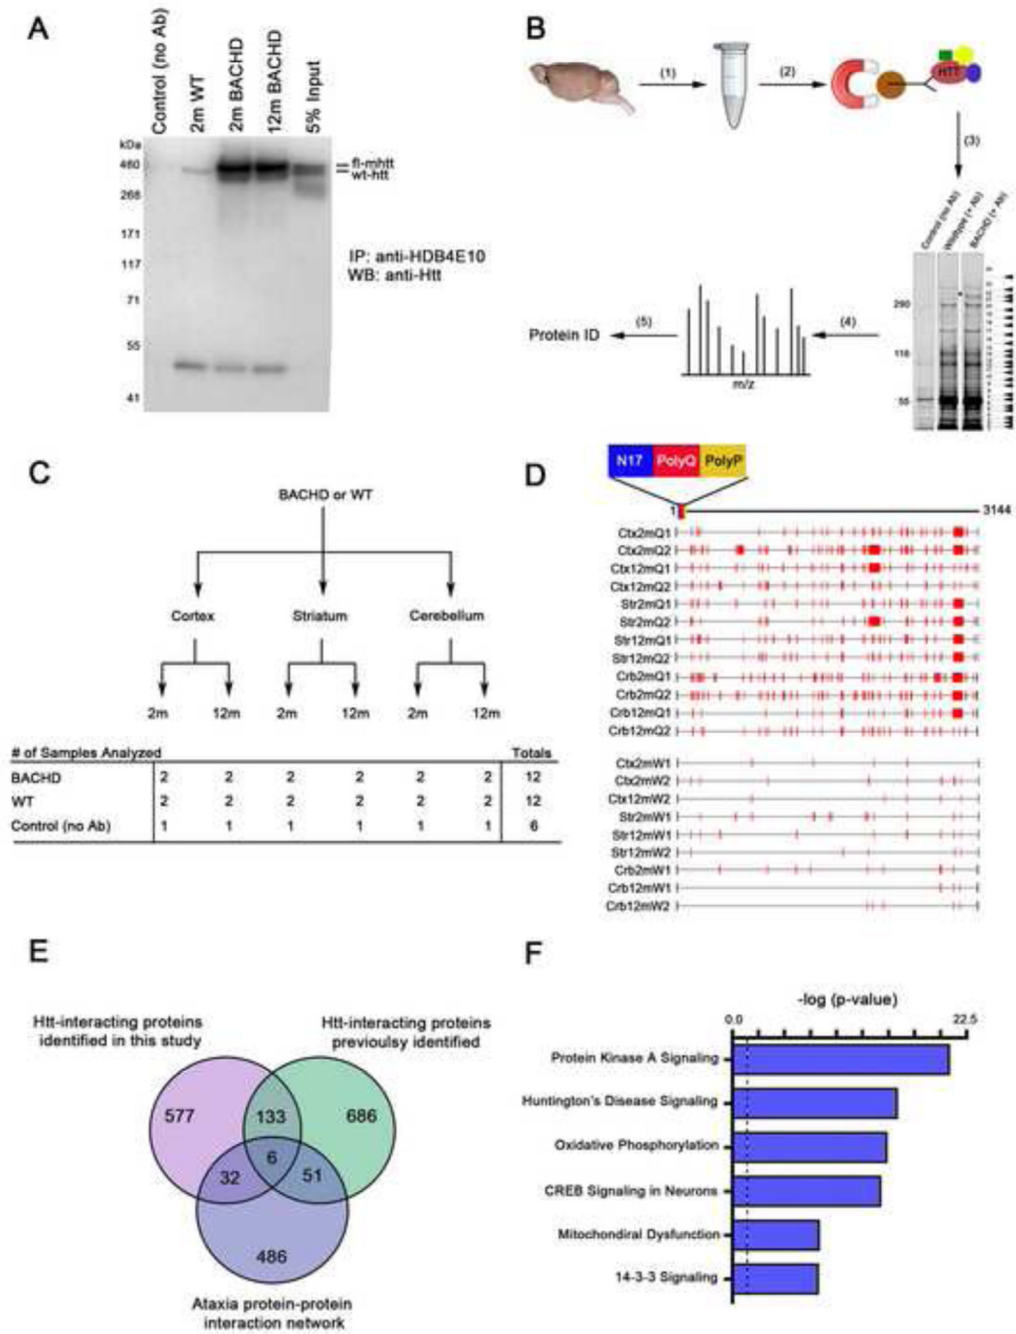 A
Control (no Ab)
2m WT
2m BACHD
12m BACHD
5% Input
kDa
460
268
171
117
71
55
41
fl-mhtt
wt-htt
IP: anti-HDB4E10
WB: anti-Htt
B
(1)
(2)
HTT
(3)
Control (no Ab)
Wildtype (+ Ab)
BACHD (+ Ab)
290
116
55
(4)
m/z
(5)
Protein ID
C
BACHD or WT
Cortex
Striatum
Cerebellum
2m 12m 2m 12m 2m 12m
# of Samples Analyzed Totals
BACHD 2 2 2 2 2 2 12
WT 2 2 2 2 2 2 12
Control (no Ab) 1 1 1 1 1 1 6
D
N17 PolyQ PolyP
1 3144
Ctx2mQ1
Ctx2mQ2
Ctx12mQ1
Ctx12mQ2
Str2mQ1
Str2mQ2
Str12mQ1
Str12mQ2
Crb2mQ1
Crb2mQ2
Crb12mQ1
Crb12mQ2
Ctx2mW1
Ctx2mW2
Ctx12mW2
Str2mW1
Str12mW1
Str12mW2
Crb2mW1
Crb12mW1
Crb12mW2
E
Htt-interacting proteins
identified in this study
Htt-interacting proteins
previoulsy identified
577
133
686
6
32
51
486
Ataxia protein-protein
interaction network
F
-log (p-value)
0.0 22.5
Protein Kinase A Signaling
Huntington's Disease Signaling
Oxidative Phosphorylation
CREB Signaling in Neurons
Mitochondiral Dysfunction
14-3-3 Signaling